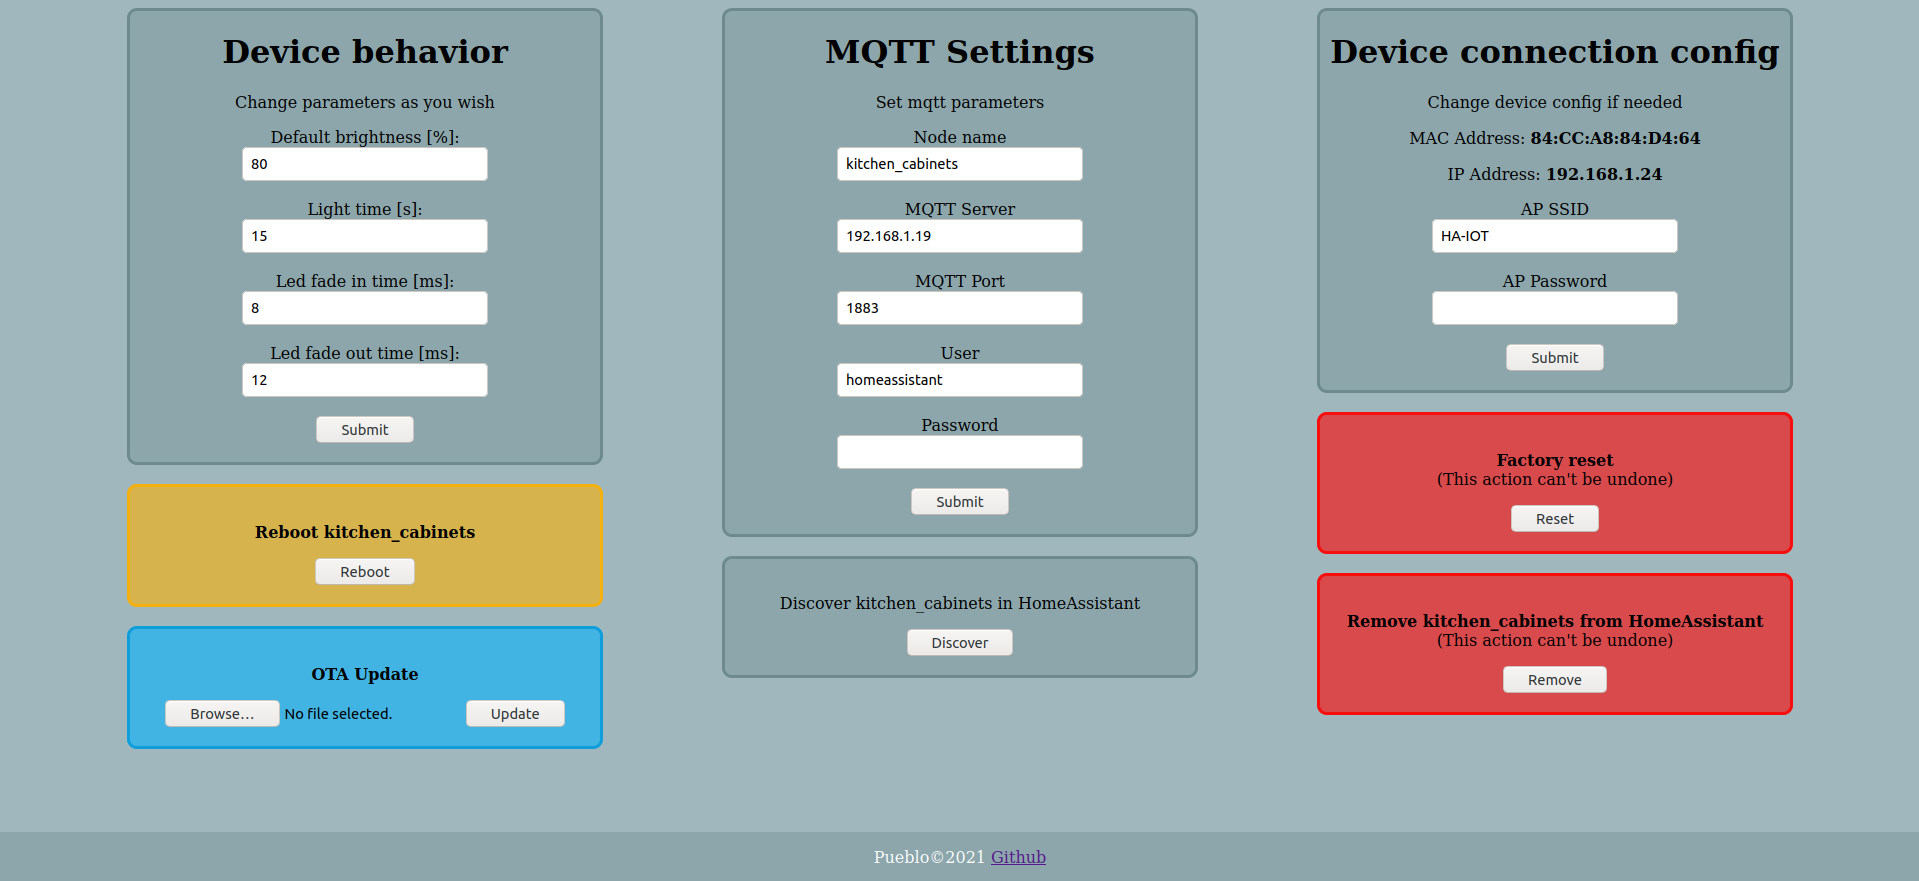 Device behavior
Change parameters as you wish
Default brightness [%]:
80
Light time [s]:
15
Led fade in time [ms]:
8
Led fade out time [ms]:
12
Submit
Reboot kitchen_cabinets
Reboot
OTA Update
Browse... No file selected. Update
MQTT Settings
Set mqtt parameters
Node name
kitchen_cabinets
MQTT Server
192.168.1.19
MQTT Port
1883
User
homeassistant
Password
Submit
Discover kitchen_cabinets in HomeAssistant
Discover
Device connection config
Change device config if needed
MAC Address: 84:CC:A8:84:D4:64
IP Address: 192.168.1.24
AP SSID
HA-IOT
AP Password
Submit
Factory reset
(This action can't be undone)
Reset
Remove kitchen_cabinets from HomeAssistant
(This action can't be undone)
Remove
Pueblo©2021 Github